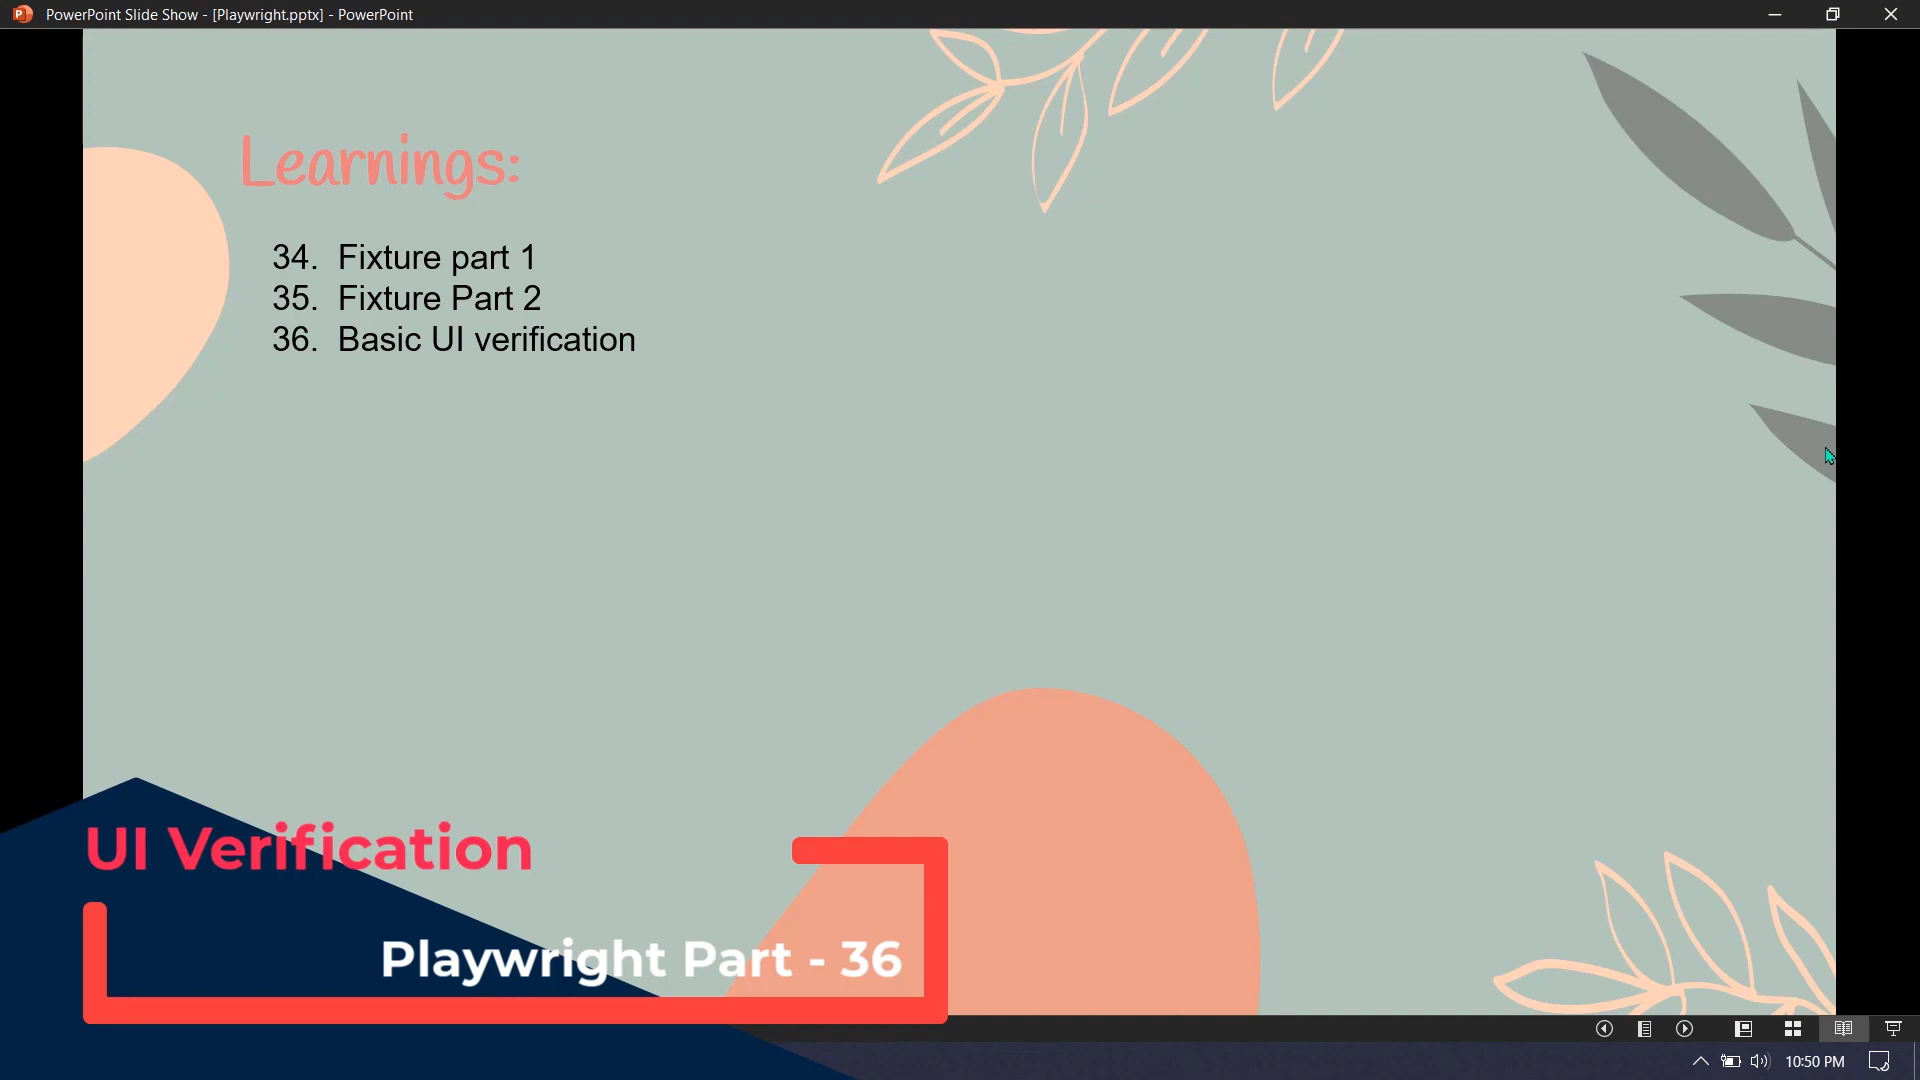 PowerPoint Slide Show - [Playwright.pptx] - PowerPoint
Learnings:
34. Fixture part 1
35. Fixture Part 2
36. Basic UI verification
UI Verification
Playwright Part - 36
10:50 PM